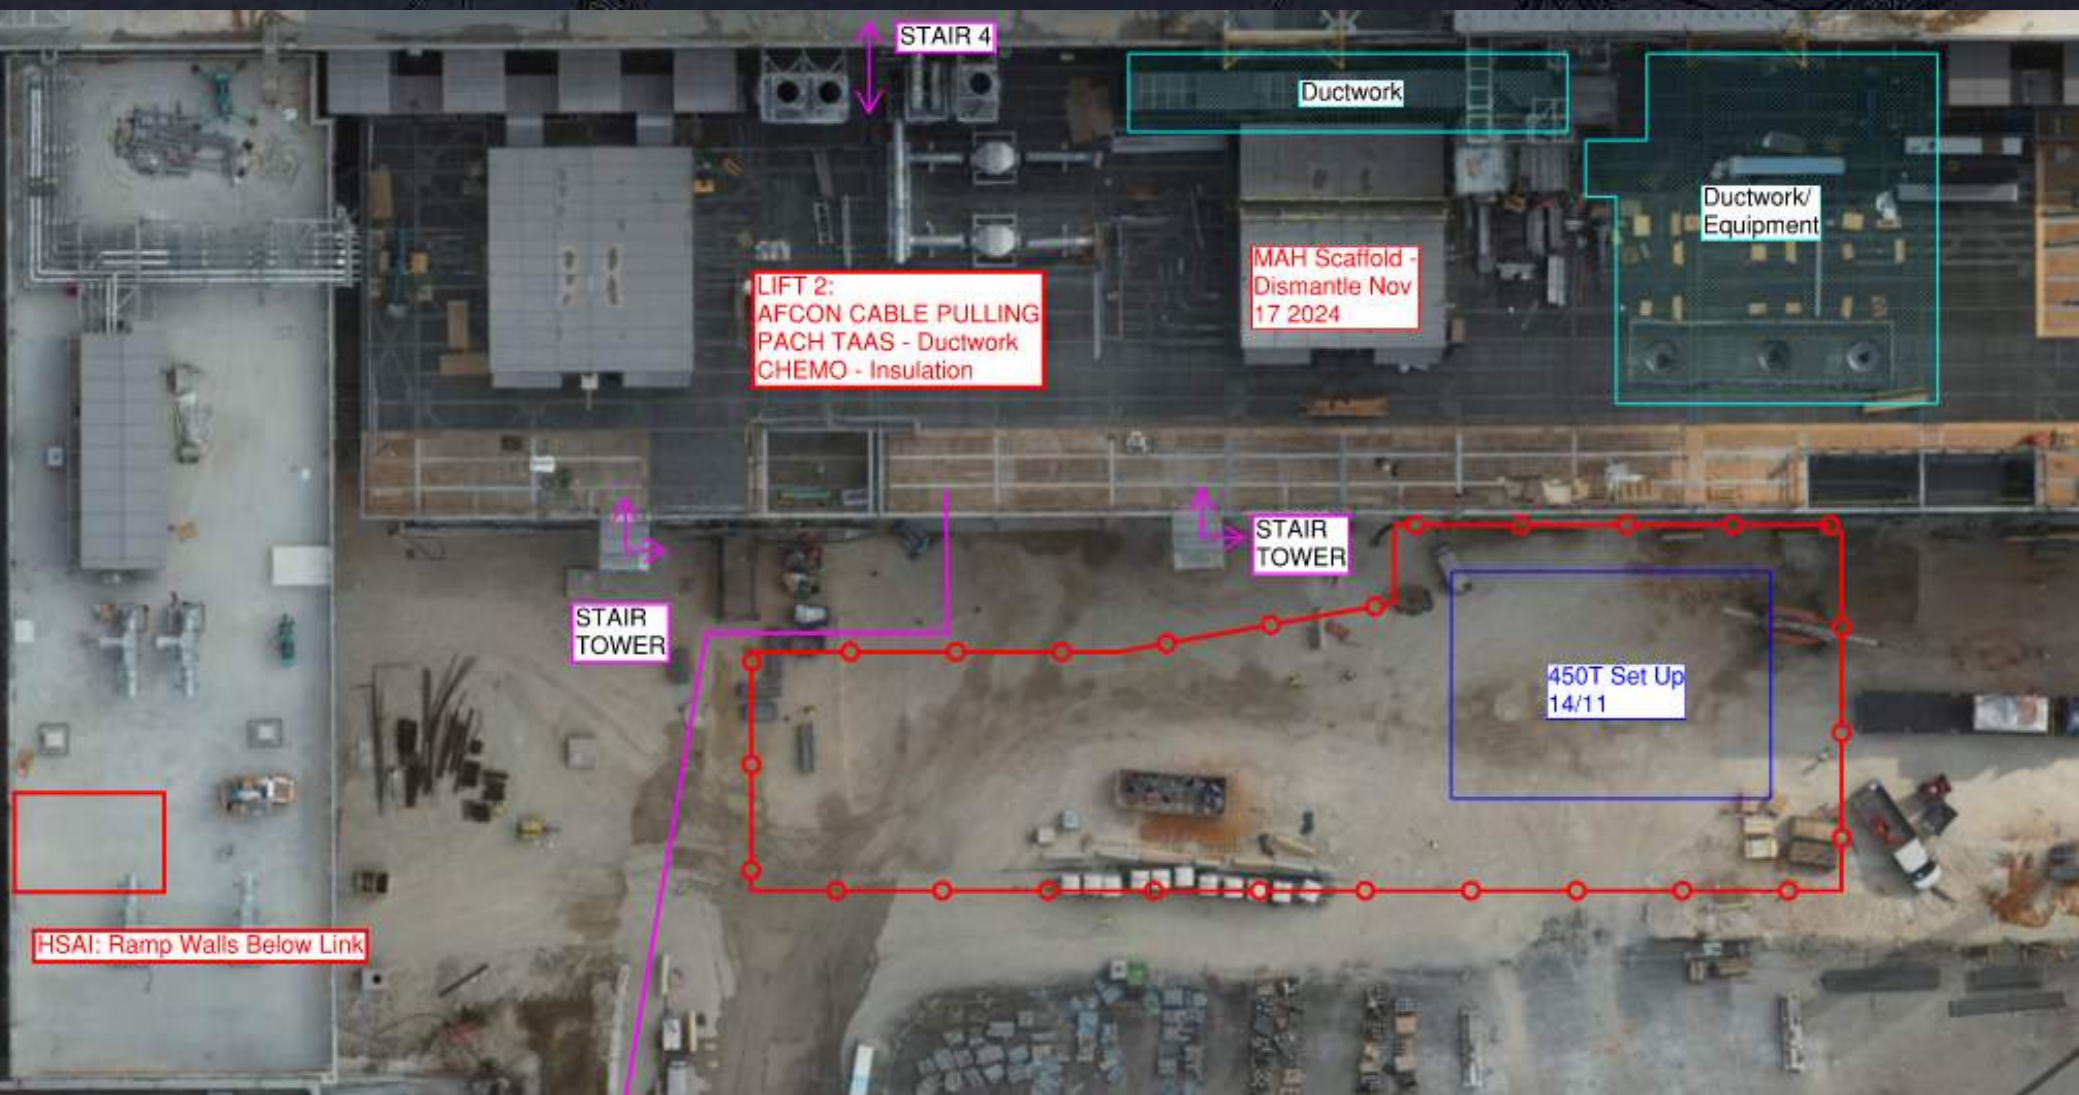 STAIR 4
Ductwork
Ductwork/
Equipment
MAH Scaffold -
Dismantle Nov
17 2024
LIFT 2:
AFCON CABLE PULLING
PACH TAAS - Ductwork
CHEMO - Insulation
STAIR
TOWER
STAIR
TOWER
450T Set Up
14/11
HSAI: Ramp Walls Below Link